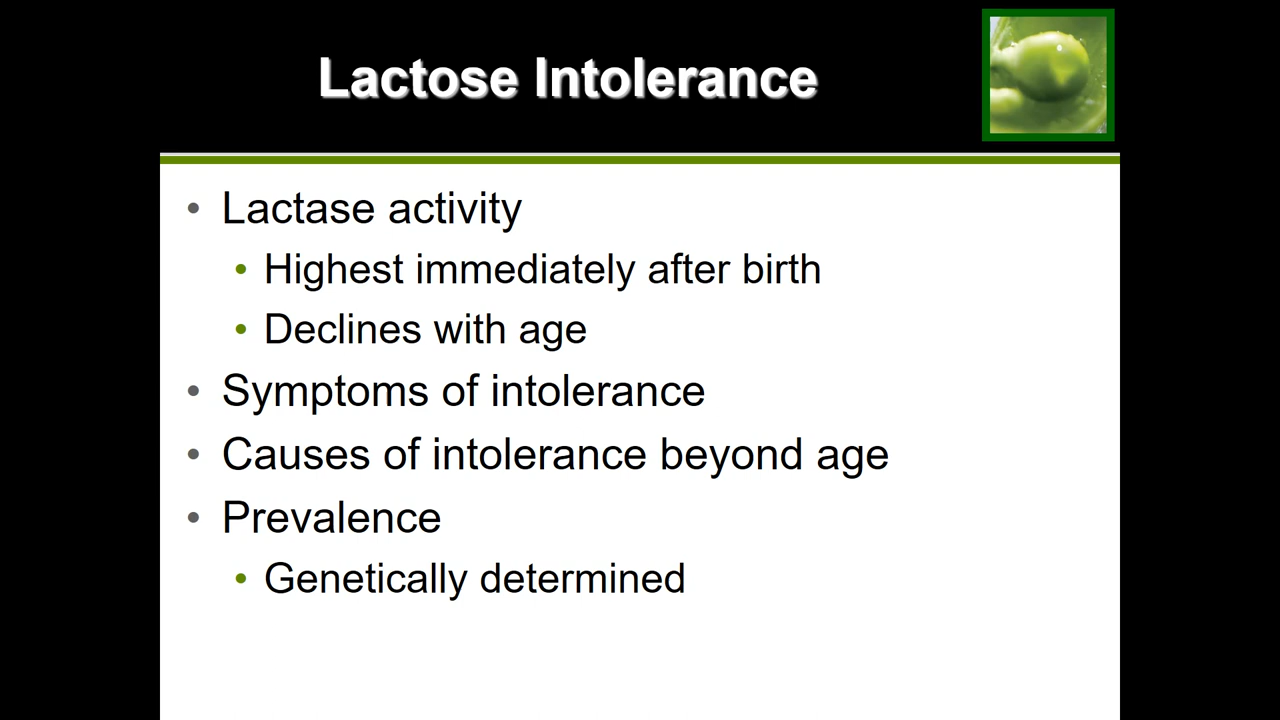 Lactose Intolerance
• Lactase activity
• Highest immediately after birth
• Declines with age
• Symptoms of intolerance
• Causes of intolerance beyond age
• Prevalence
• Genetically determined